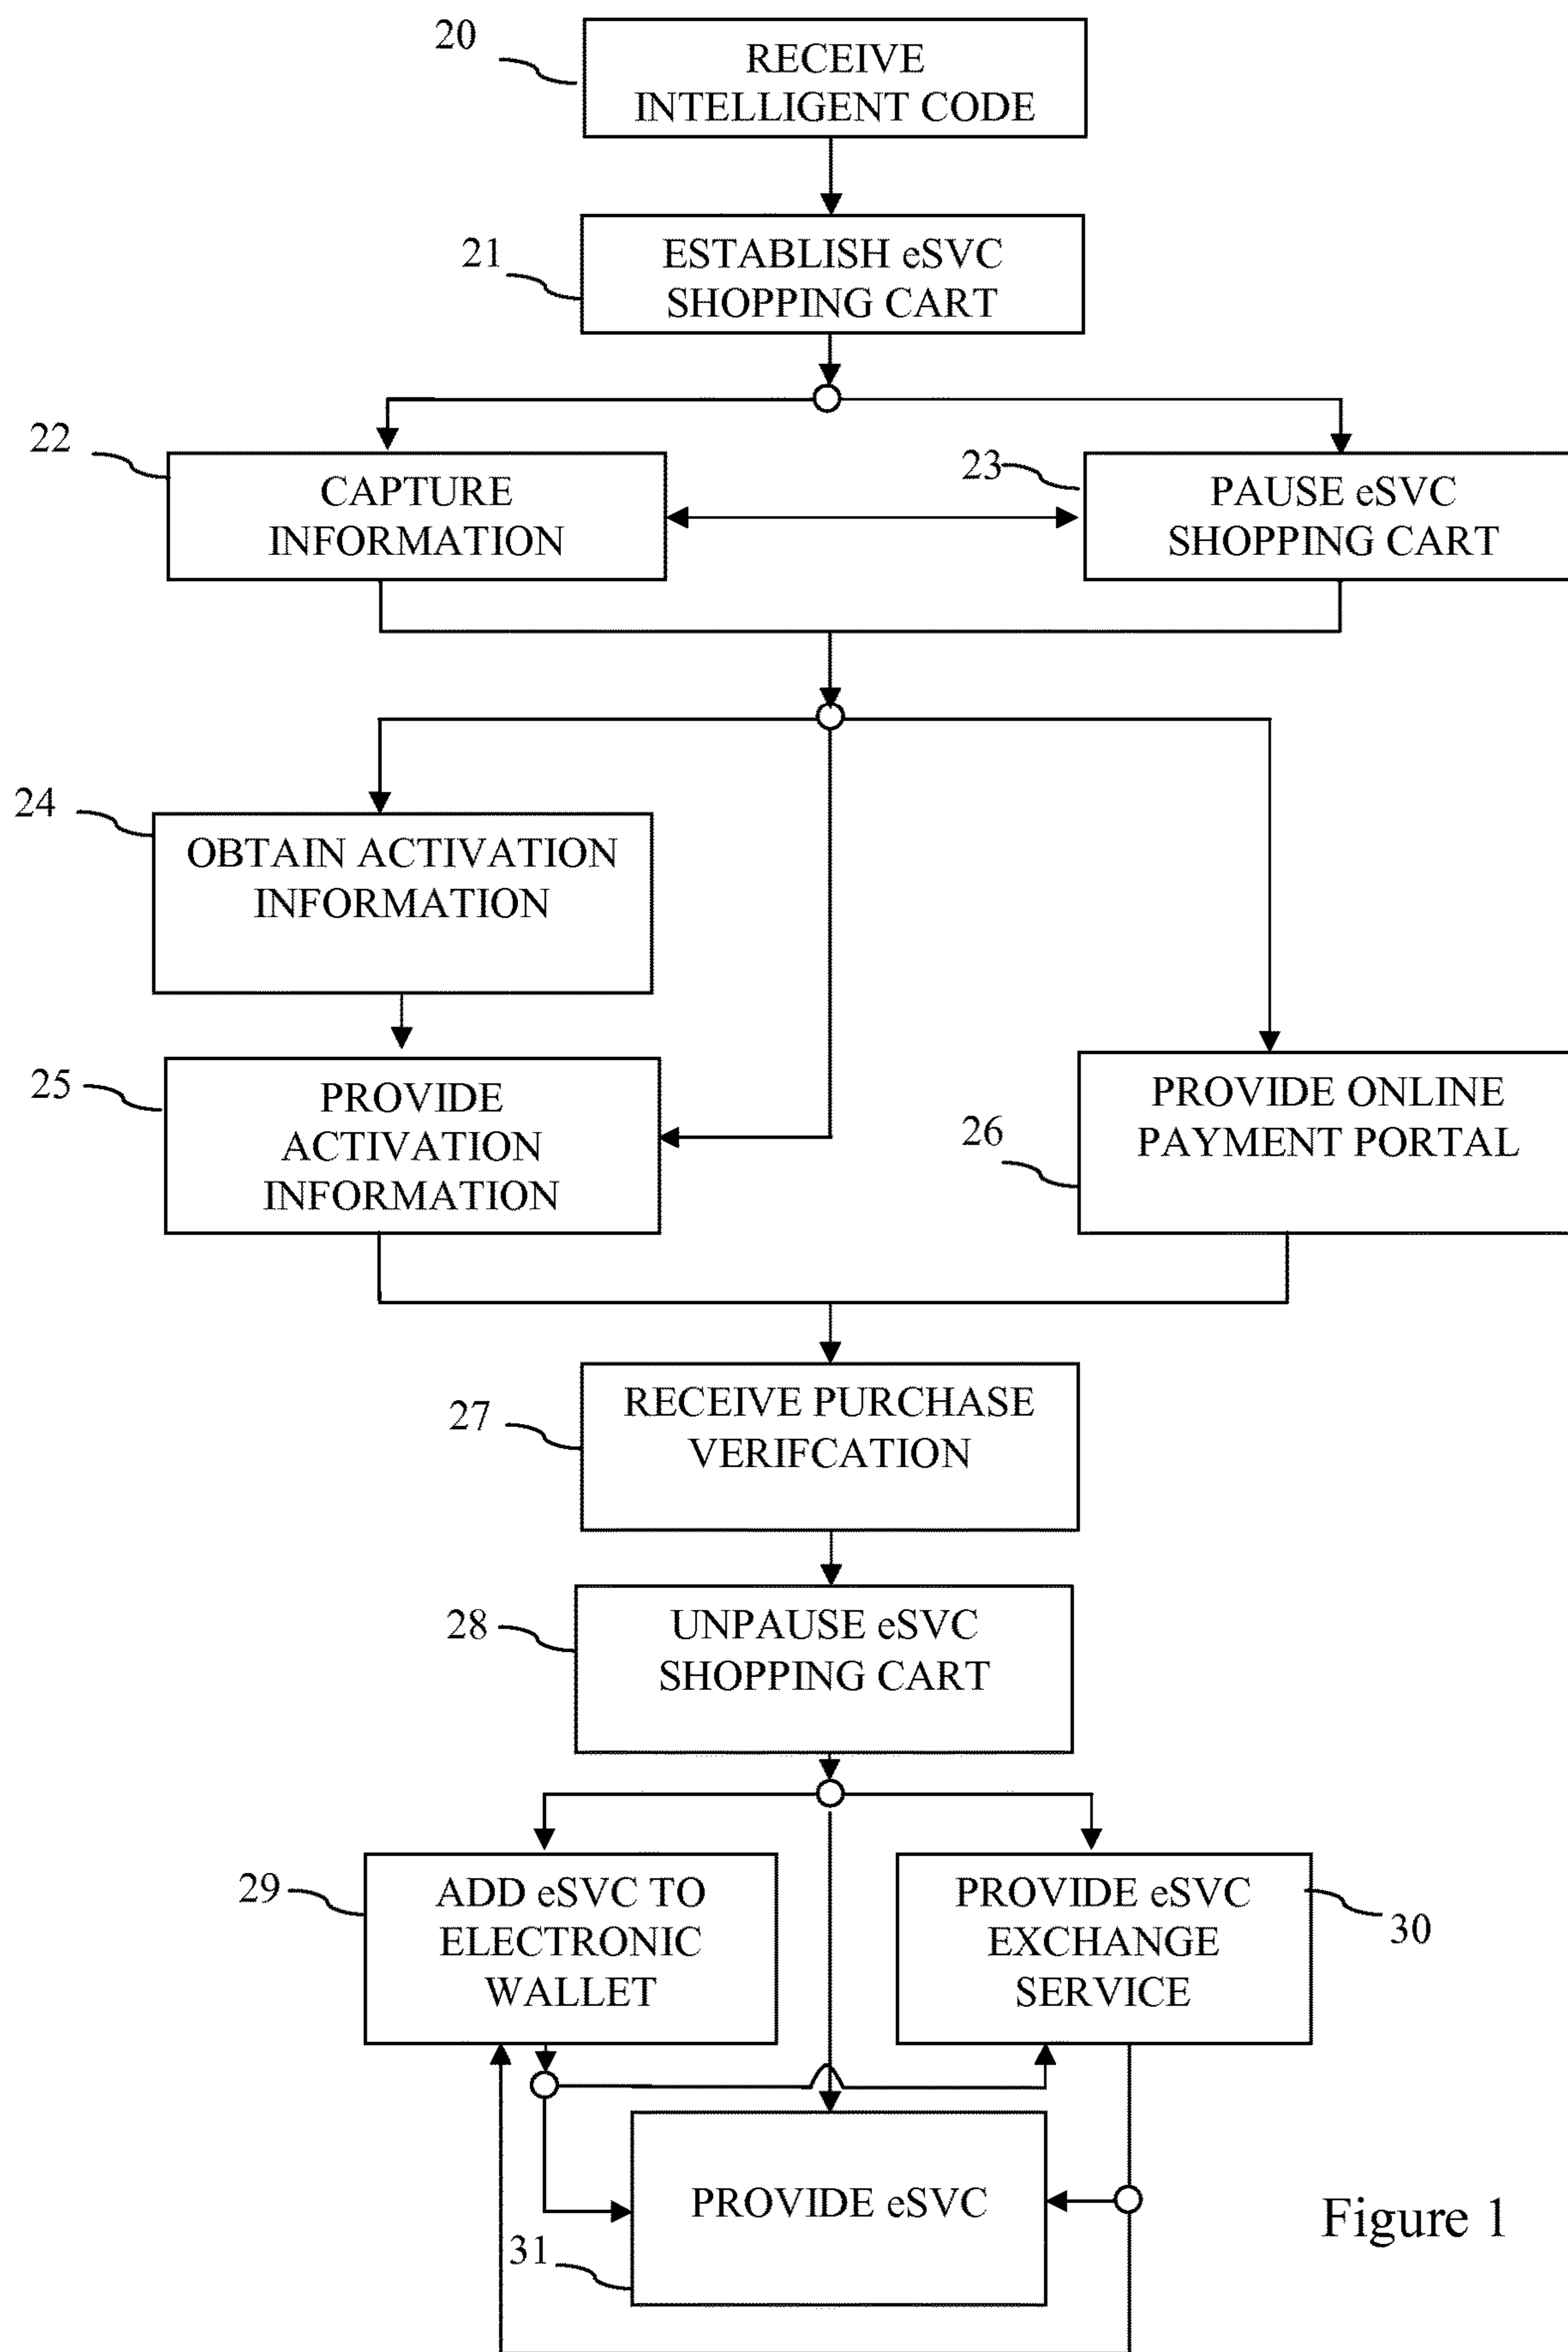 20
RECEIVE
INTELLIGENT CODE
21
ESTABLISH eSVC
SHOPPING CART
22
CAPTURE
INFORMATION
23
PAUSE eSVC
SHOPPING CART
24
OBTAIN ACTIVATION
INFORMATION
25
PROVIDE
ACTIVATION
INFORMATION
26
PROVIDE ONLINE
PAYMENT PORTAL
27
RECEIVE PURCHASE
VERIFCATION
28
UNPAUSE eSVC
SHOPPING CART
29
ADD eSVC TO
ELECTRONIC
WALLET
PROVIDE eSVC
EXCHANGE
SERVICE
30
PROVIDE eSVC
31
Figure 1